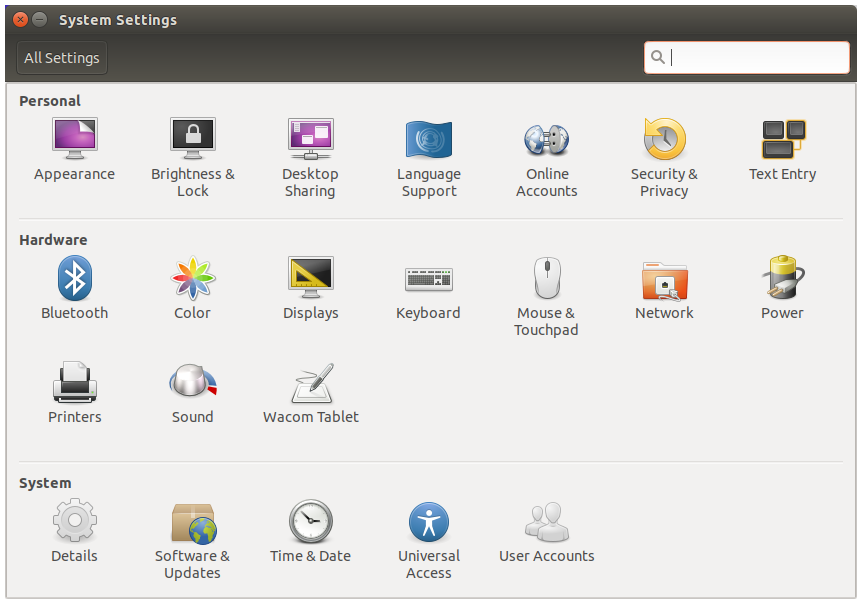 System Settings
All Settings
Personal
Appearance
Brightness &
Lock
Desktop
Sharing
Language
Support
Online
Accounts
Security &
Privacy
Text Entry
Hardware
Bluetooth
Color
Displays
Keyboard
Mouse &
Touchpad
Network
Power
Printers
Sound
Wacom Tablet
System
Details
Software &
Updates
Time & Date
Universal
Access
User Accounts